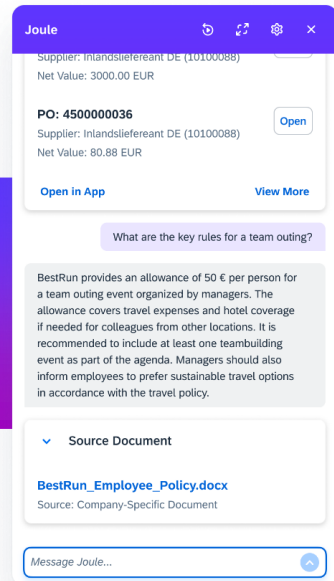 Joule
Supplier: Inlandslieferant DE (10100088)
Net Value: 3000.00 EUR
PO: 4500000036
Open
Supplier: Inlandsliefereant DE (10100088)
Net Value: 80.88 EUR
Open in App
View More
What are the key rules for a team outing?
BestRun provides an allowance of 50 € per person for
a team outing event organized by managers. The
allowance covers travel expenses and hotel coverage
if needed for colleagues from other locations. It is
recommended to include at least one teambuilding
event as part of the agenda. Managers should also
inform employees to prefer sustainable travel options
in accordance with the travel policy.
Source Document
BestRun_Employee_Policy.docx
Source: Company-Specific Document
Message Joule...